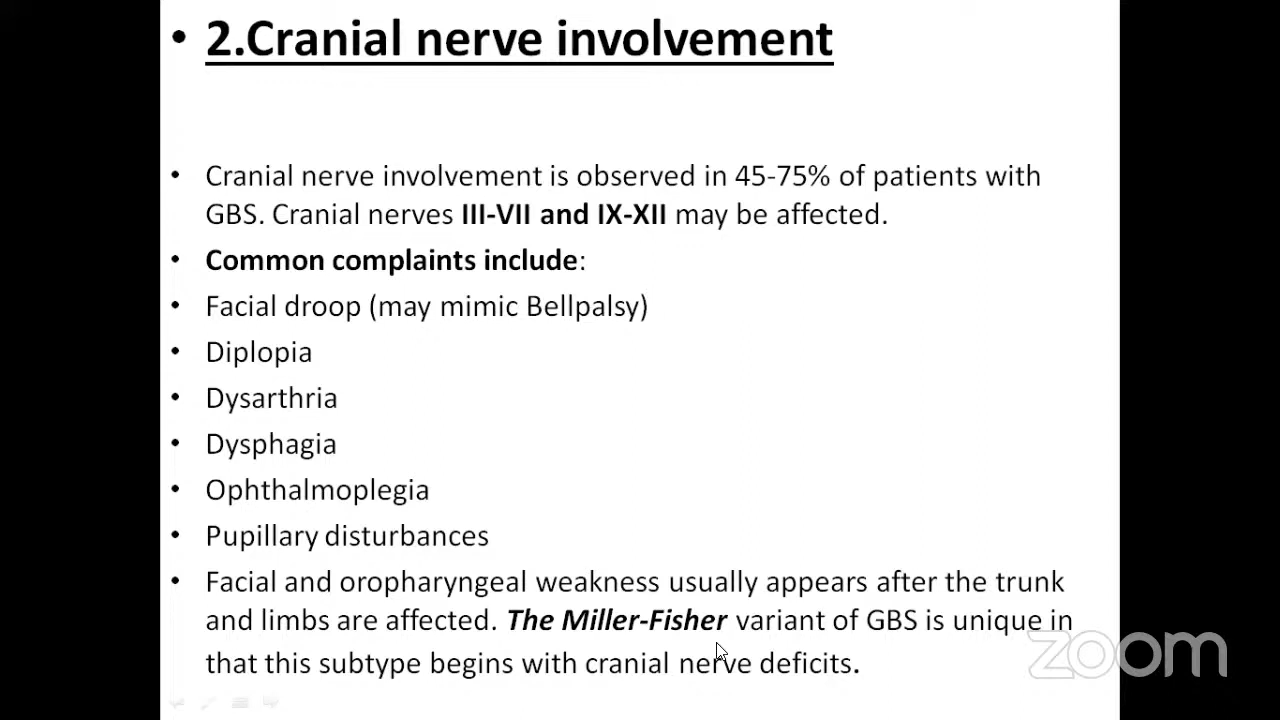 • 2.Cranial nerve involvement
• Cranial nerve involvement is observed in 45-75% of patients with
GBS. Cranial nerves III-VII and IX-XII may be affected.
• Common complaints include:
• Facial droop (may mimic Bellpalsy)
• Diplopia
• Dysarthria
• Dysphagia
• Ophthalmoplegia
• Pupillary disturbances
• Facial and oropharyngeal weakness usually appears after the trunk
and limbs are affected. The Miller-Fisher variant of GBS is unique in
that this subtype begins with cranial nerve deficits.
zoom